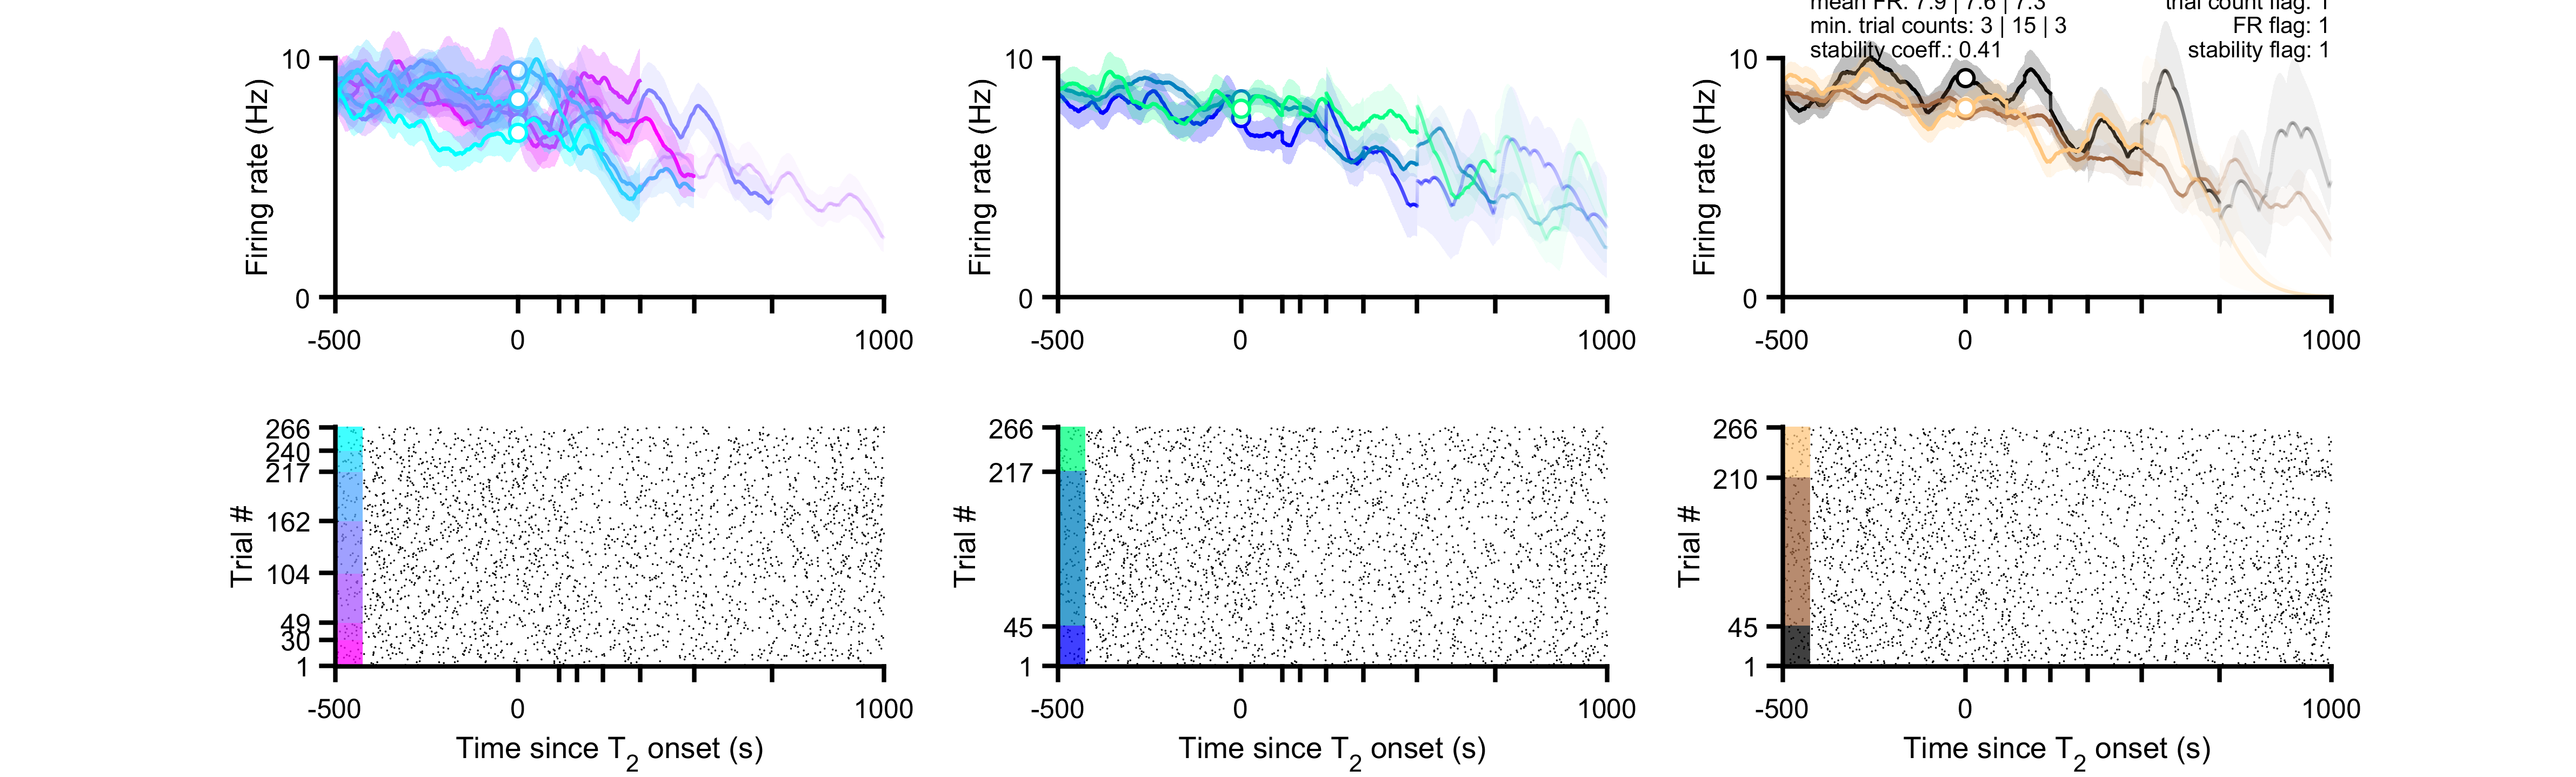 mean FR: 7.9 | 7.6 | 7.3
trial count flag: 1
min. trial counts: 3 | 15 | 3
FR flag: 1
stability coeff.: 0.41
stability flag: 1
10
10
10
Firing rate (Hz)
Firing rate (Hz)
Firing rate (Hz)
0
0
0
-500
0
1000
-500
0
1000
-500
0
1000
266
240
217
162
104
49
30
1
Trial #
266
217
45
1
Trial #
266
210
45
1
Trial #
-500
0
1000
-500
0
1000
-500
0
1000
Time since T2 onset (s)
Time since T2 onset (s)
Time since T2 onset (s)